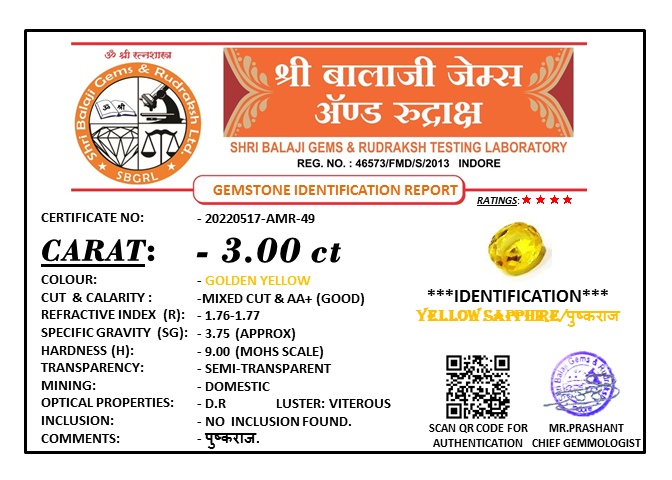 ॐ श्री रत्नशास्त्र
Shri Balaji Gems & Rudraksh Ltd.
SBGRL
श्री बालाजी जेम्स
ॲण्ड रुद्राक्ष
SHRI BALAJI GEMS & RUDRAKSH TESTING LABORATORY
REG. NO. : 46573/FMD/S/2013 INDORE
GEMSTONE IDENTIFICATION REPORT
RATINGS: ★ ★ ★ ★
CERTIFICATE NO: - 20220517-AMR-49
CARAT: - 3.00 ct
COLOUR: - GOLDEN YELLOW
CUT & CALARITY : -MIXED CUT & AA+ (GOOD)
REFRACTIVE INDEX (R): - 1.76-1.77
SPECIFIC GRAVITY (SG): - 3.75 (APPROX)
HARDNESS (H): - 9.00 (MOHS SCALE)
TRANSPARENCY: - SEMI-TRANSPARENT
MINING: - DOMESTIC
OPTICAL PROPERTIES: - D.R LUSTER: VITEROUS
INCLUSION: - NO INCLUSION FOUND.
COMMENTS: - पुष्कराज.
***IDENTIFICATION***
YELLOW SAPPHIRE/पुष्कराज
SCAN QR CODE FOR
AUTHENTICATION
MR.PRASHANT
CHIEF GEMMOLOGIST